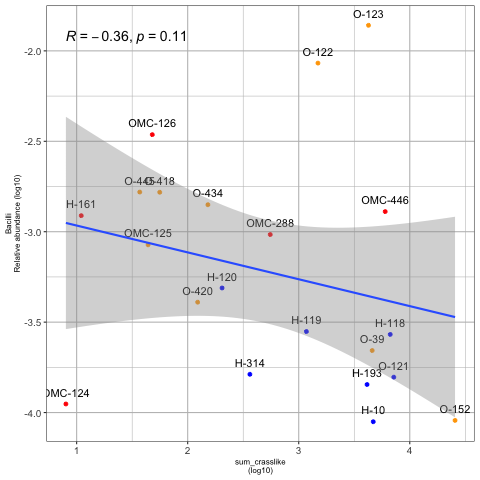 O-123
R = − 0.36, p = 0.11
-2.0
O-122
OMC-126
-2.5
O-418
O-434
H-161
OMC-446
OMC-288
OMC-125
-3.0
Bacilli
Relative abundance (log10)
H-120
O-420
-3.5
H-119
H-118
O-39
H-314
H-193
O-121
OMC-124
H-10
O-152
-4.0
1 2 3 4
sum_crasslike
(log10)